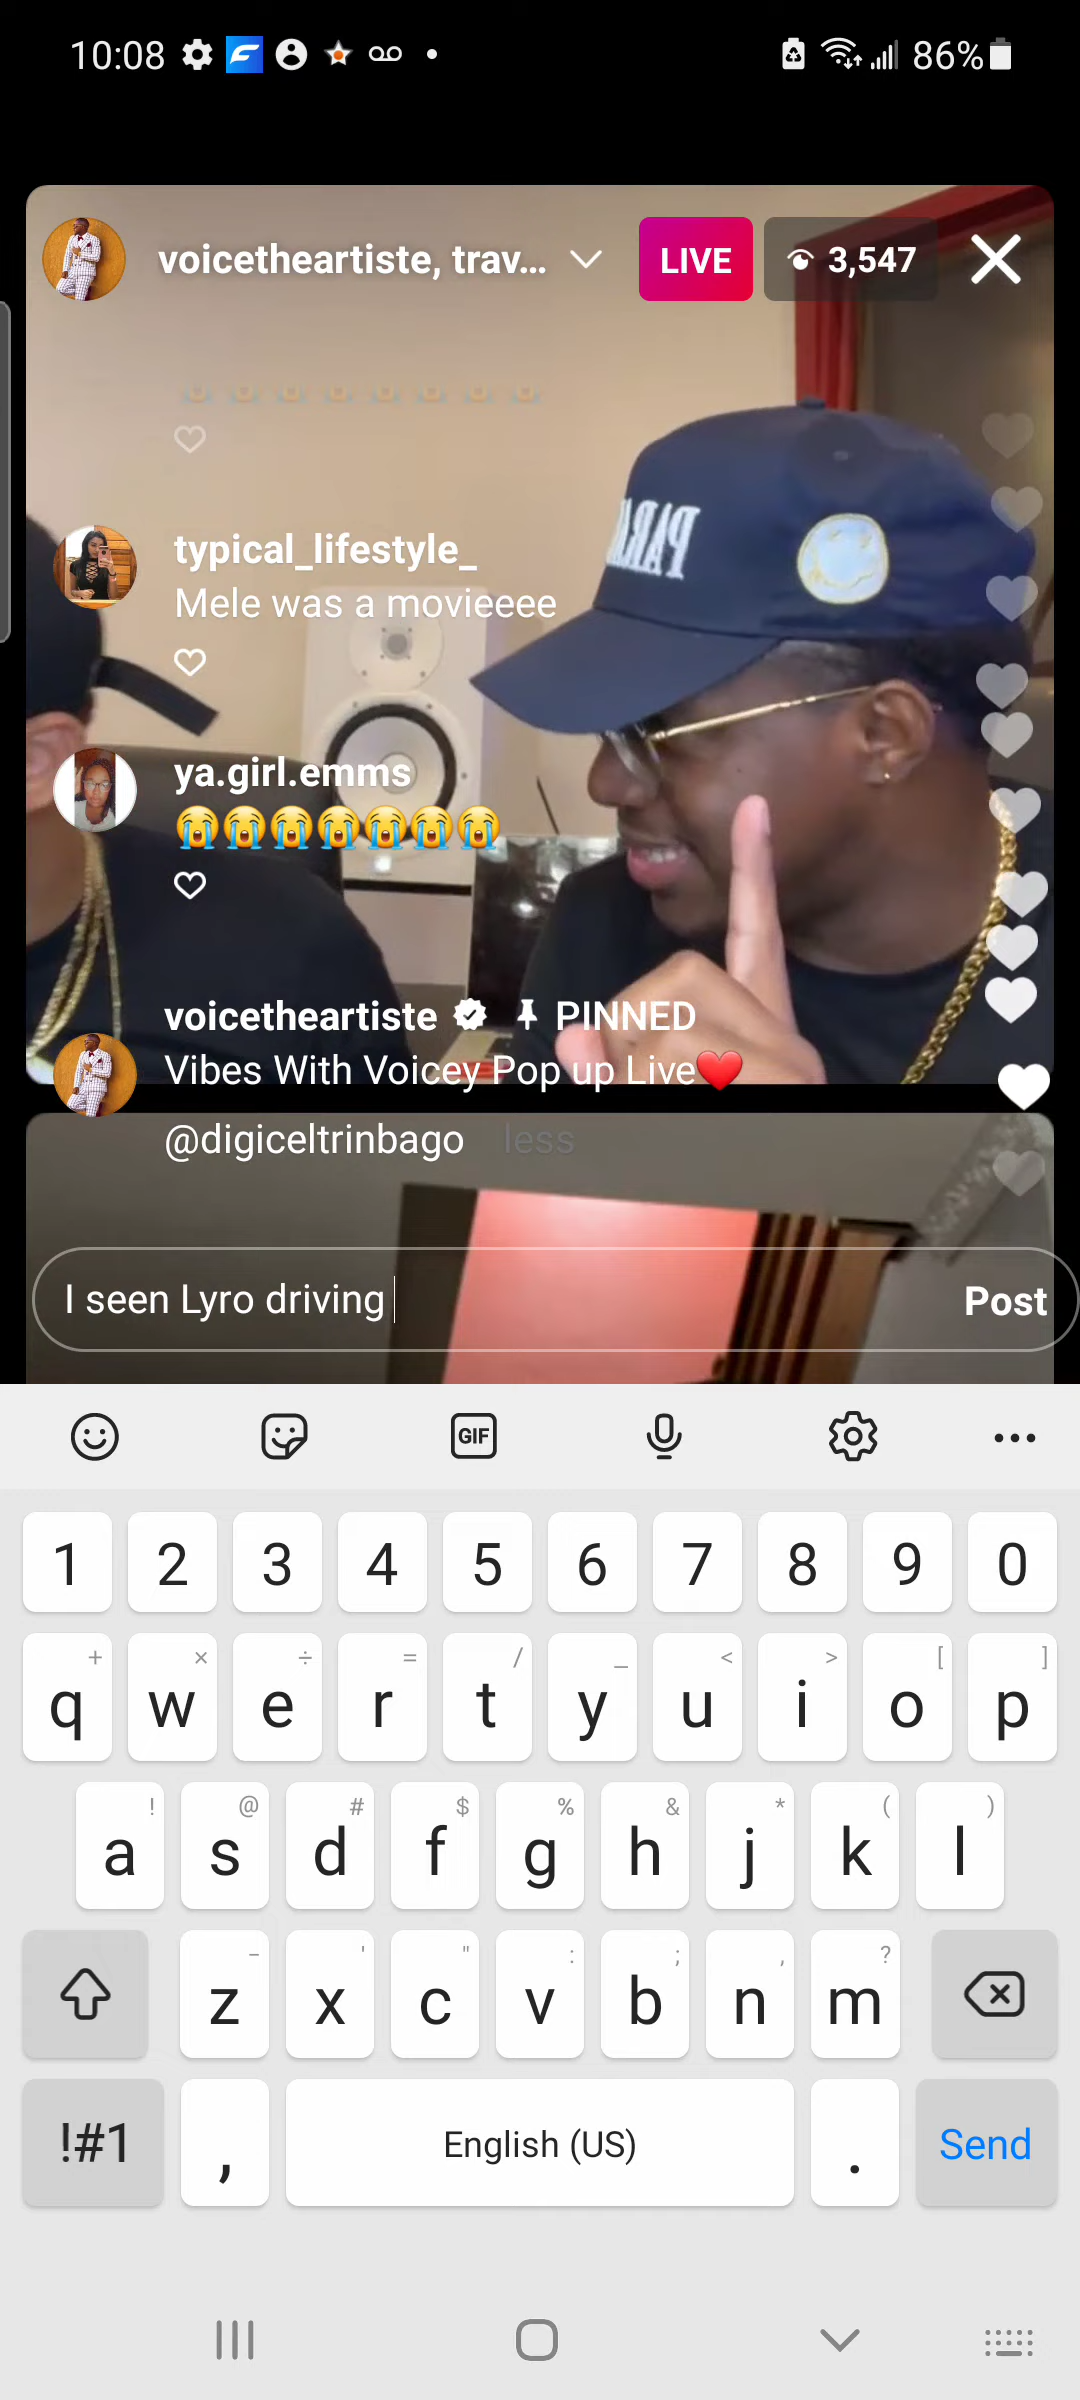 10:08 86%
voicetheartiste, trav... LIVE 3,547
typical_lifestyle_
Mele was a movieeee
ya.girl.emms
😭😭😭😭😭😭😭
voicetheartiste PINNED
Vibes With Voicey Pop up Live❤️
@digiceltrinbago less
I seen Lyro driving Post
GIF
1 2 3 4 5 6 7 8 9 0
+ × ÷ = / _ < > [ ]
q w e r t y u i o p
! @ # $ % & * ( )
a s d f g h j k l
- ' " : ; , ?
z x c v b n m
!#1 , English (US) . Send